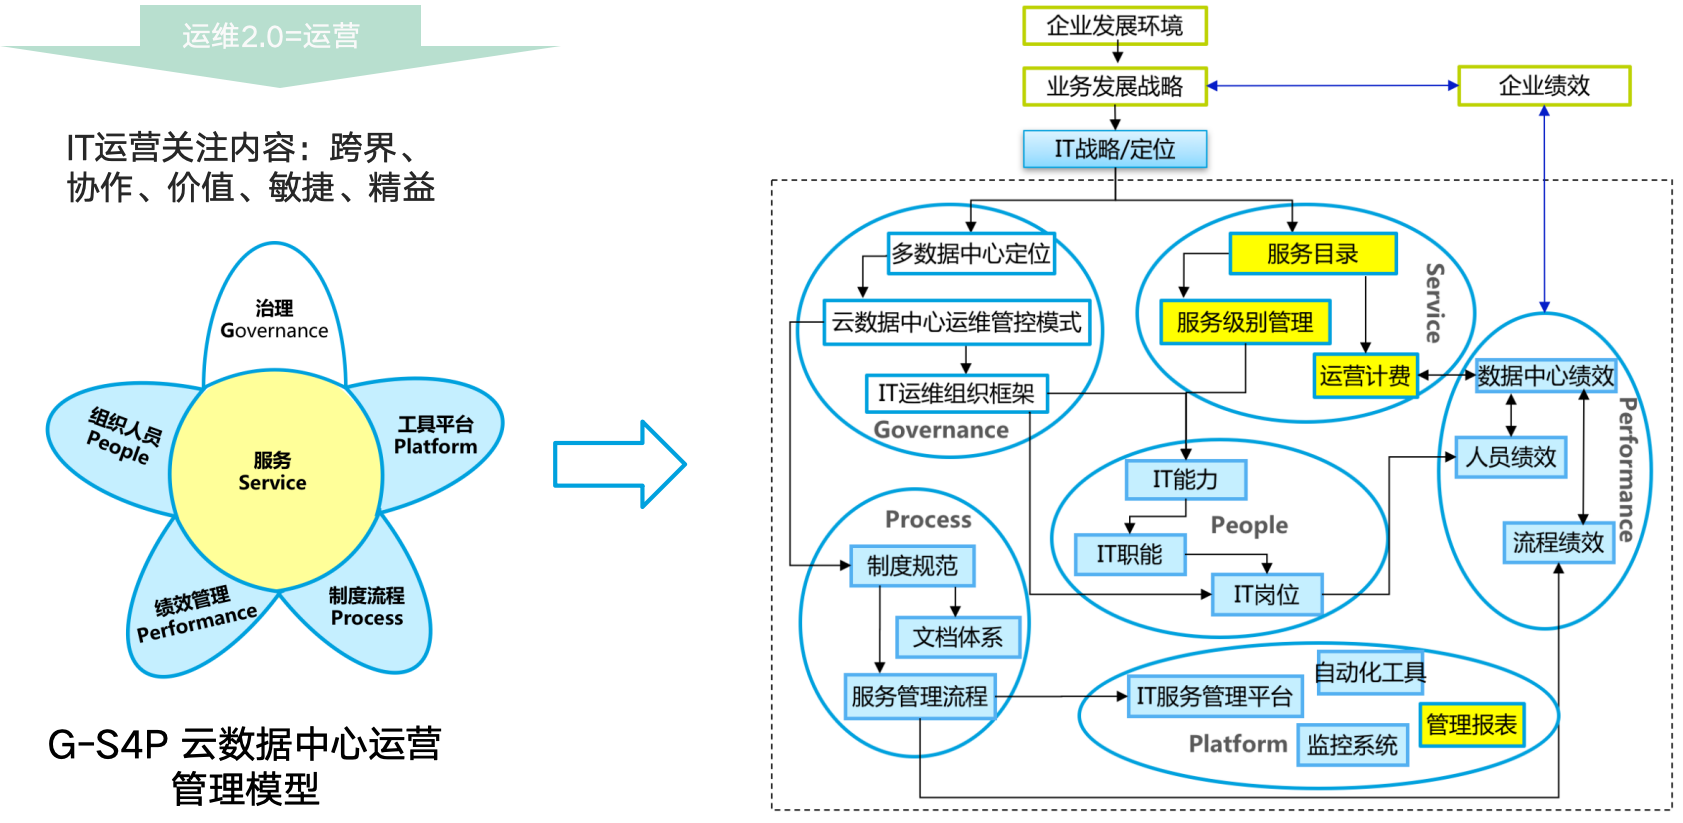 运维2.0=运营
IT运营关注内容：跨界、
协作、价值、敏捷、精益
治理
Governance
组织人员
People
工具平台
Platform
服务
Service
绩效管理
Performance
制度流程
Process
G-S4P 云数据中心运营
管理模型
企业发展环境
业务发展战略
企业绩效
IT战略/定位
多数据中心定位
云数据中心运维管控模式
IT运维组织框架
Governance
服务目录
服务级别管理
运营计费
Service
数据中心绩效
人员绩效
流程绩效
Performance
IT能力
People
IT职能
IT岗位
Process
制度规范
文档体系
服务管理流程
自动化工具
IT服务管理平台
管理报表
Platform
监控系统